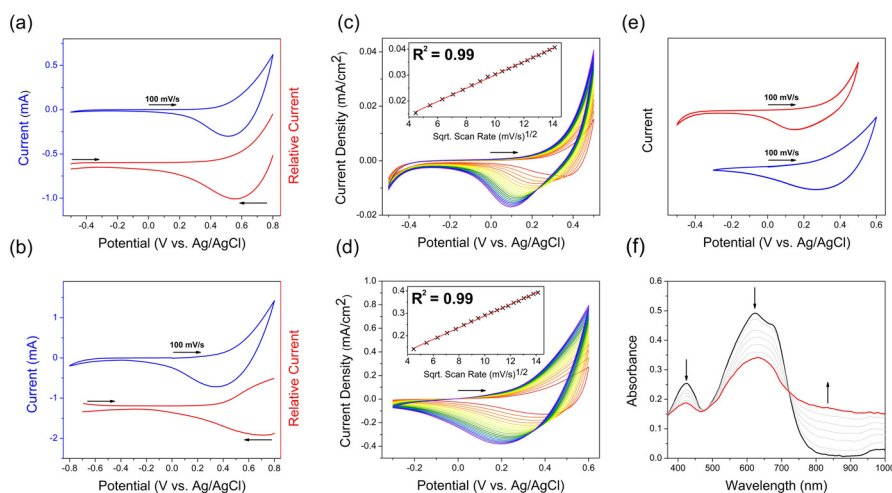 (a)
Current (mA)
0.5
0.0
-0.5
-1.0
100 mV/s
Relative Current
-0.4 -0.2 0.0 0.2 0.4 0.6 0.8
Potential (V vs. Ag/AgCl)
(b)
Current (mA)
1
0
-1
-2
100 mV/s
Relative Current
-0.8 -0.6 -0.4 -0.2 0.0 0.2 0.4 0.6 0.8
Potential (V vs. Ag/AgCl)
(c)
Current Density (mA/cm²)
0.04
0.02
0.00
-0.02
R² = 0.99
0.04
0.03
0.02
4 6 8 10 12 14
Sqrt. Scan Rate (mV/s)1/2
-0.4 -0.2 0.0 0.2 0.4
Potential (V vs. Ag/AgCl)
(d)
Current Density (mA/cm²)
1.0
0.8
0.6
0.4
0.2
0.0
-0.2
-0.4
R² = 0.99
0.4
0.3
0.2
4 6 8 10 12 14
Sqrt. Scan Rate (mV/s)1/2
-0.2 0.0 0.2 0.4 0.6
Potential (V vs. Ag/AgCl)
(e)
Current
100 mV/s
100 mV/s
-0.4 -0.2 0.0 0.2 0.4 0.6
Potential (V vs. Ag/AgCl)
(f)
Absorbance
0.6
0.5
0.4
0.3
0.2
0.1
0.0
400 500 600 700 800 900 1000
Wavelength (nm)